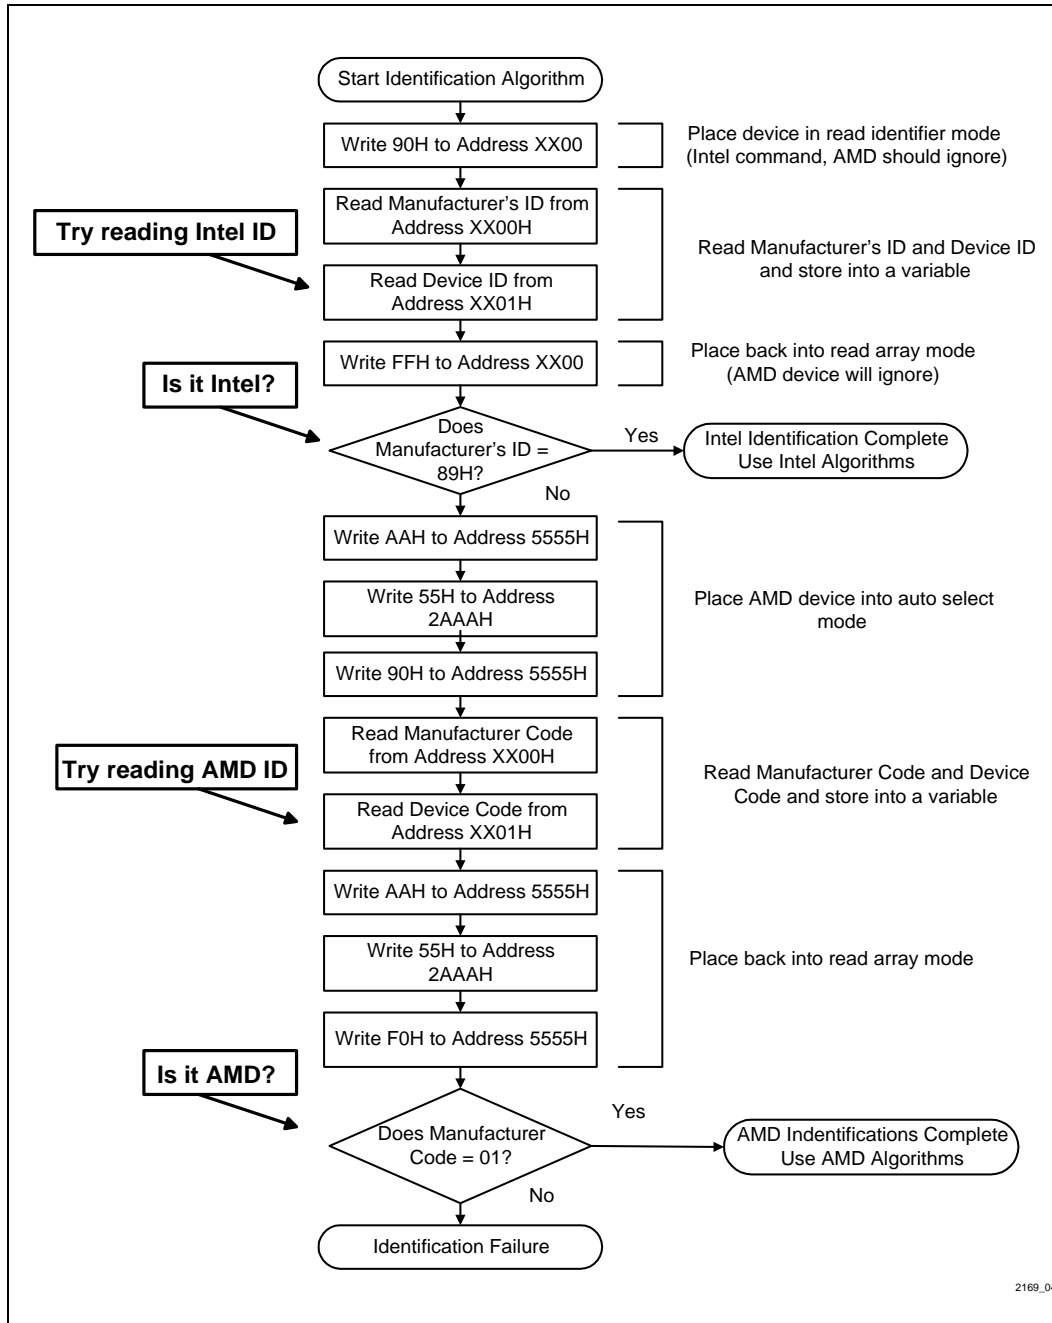 Start Identification Algorithm
Write 90H to Address XX00
Place device in read identifier mode
(Intel command, AMD should ignore)
Try reading Intel ID
Read Manufacturer's ID from
Address XX00H
Read Device ID from
Address XX01H
Read Manufacturer's ID and Device ID
and store into a variable
Write FFH to Address XX00
Place back into read array mode
(AMD device will ignore)
Is it Intel?
Does
Manufacturer's ID =
89H?
Yes
Intel Identification Complete
Use Intel Algorithms
No
Write AAH to Address 5555H
Write 55H to Address
2AAAH
Write 90H to Address 5555H
Place AMD device into auto select
mode
Try reading AMD ID
Read Manufacturer Code
from Address XX00H
Read Device Code from
Address XX01H
Read Manufacturer Code and Device
Code and store into a variable
Write AAH to Address 5555H
Write 55H to Address
2AAAH
Write F0H to Address 5555H
Place back into read array mode
Is it AMD?
Does Manufacturer
Code = 01?
Yes
AMD Indentifications Complete
Use AMD Algorithms
No
Identification Failure